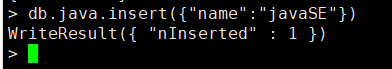 > db.java.insert({"name":"javaSE"})
WriteResult({ "nInserted" : 1 })
>